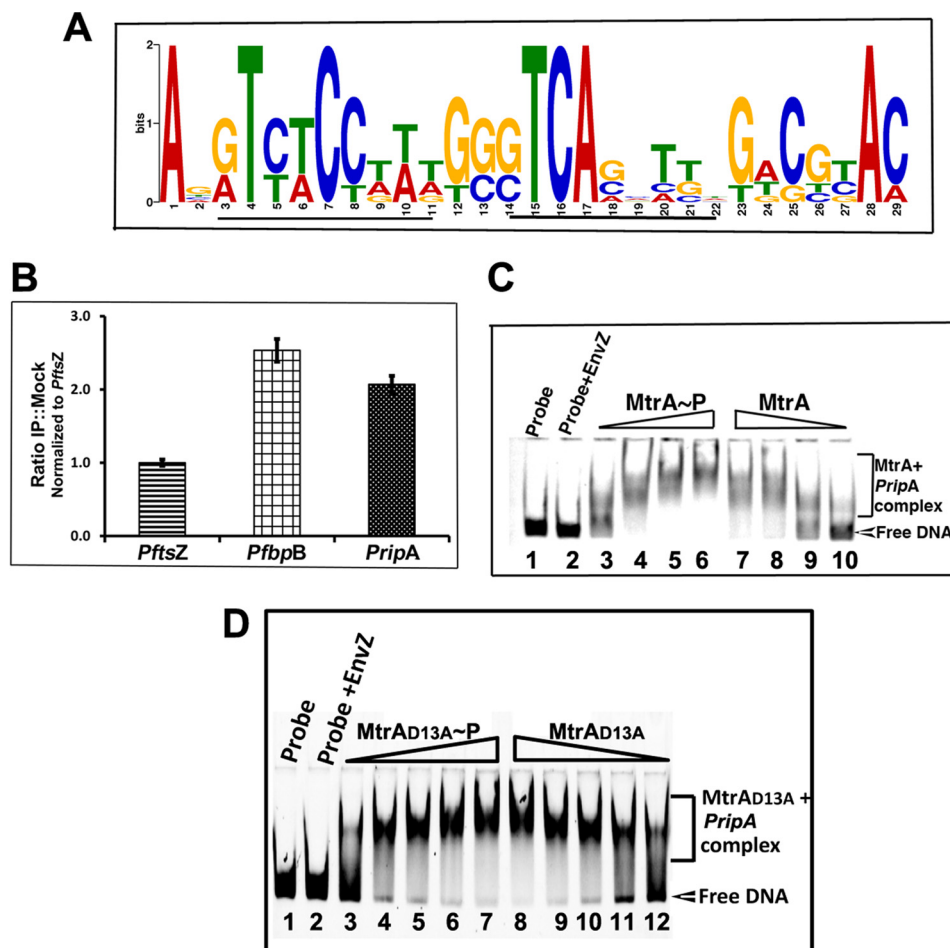 A
2
1
0
bits
1 2 3 4 5 6 7 8 9 10 11 12 13 14 15 16 17 18 19 20 21 22 23 24 25 26 27 28 29
B
Ratio IP::Mock
Normalized to PftsZ
3.0
2.0
1.0
0.0
PftsZ PfbpB PripA
C
Probe
Probe+EnvZ
MtrA~P MtrA
MtrA+
PripA
complex
Free DNA
1 2 3 4 5 6 7 8 9 10
D
Probe
Probe +EnvZ
MtrAD13A~P MtrAD13A
MtrAD13A +
PripA
complex
Free DNA
1 2 3 4 5 6 7 8 9 10 11 12